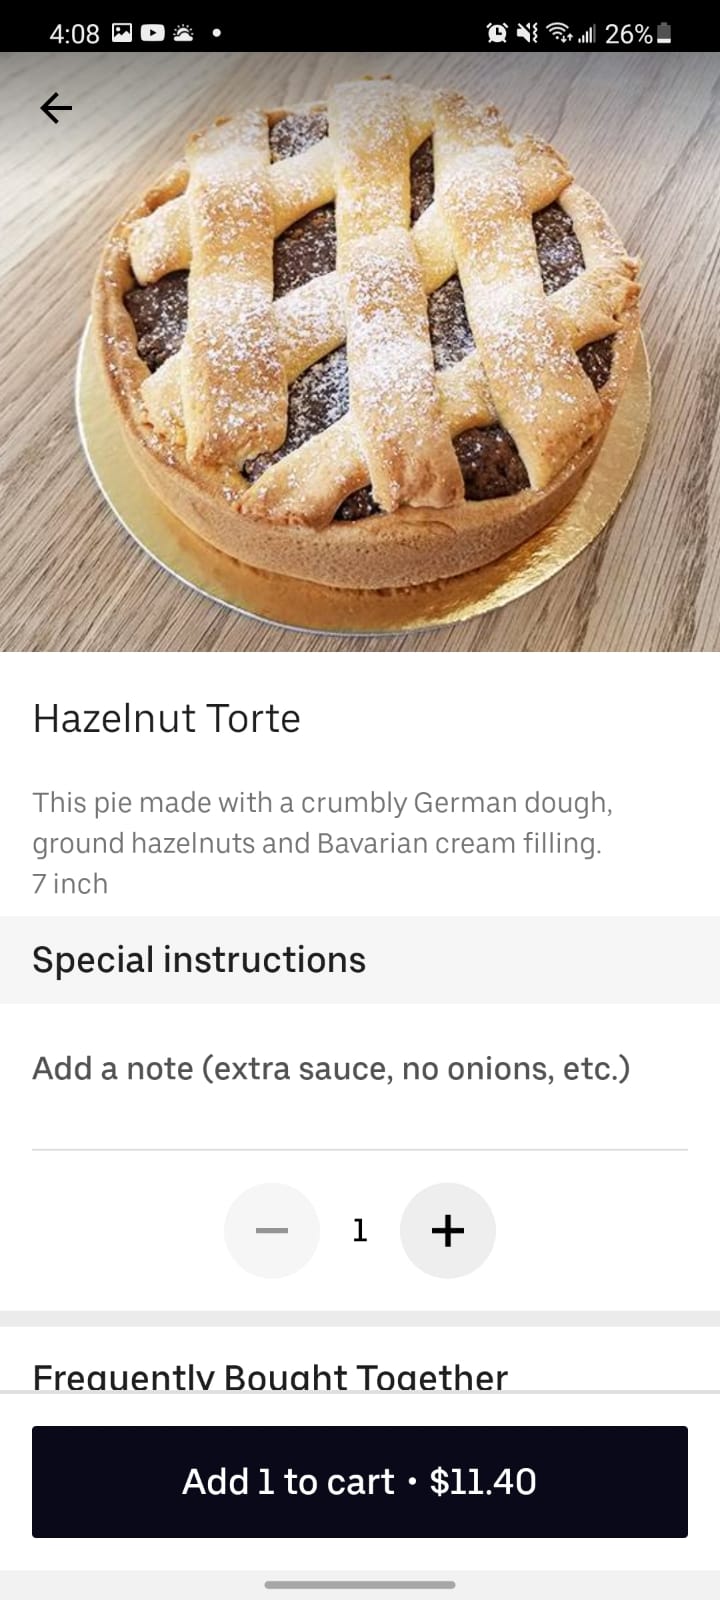 4:08
26%
Hazelnut Torte
This pie made with a crumbly German dough,
ground hazelnuts and Bavarian cream filling.
7 inch
Special instructions
Add a note (extra sauce, no onions, etc.)
1
Frequently Bought Together
Add 1 to cart • $11.40